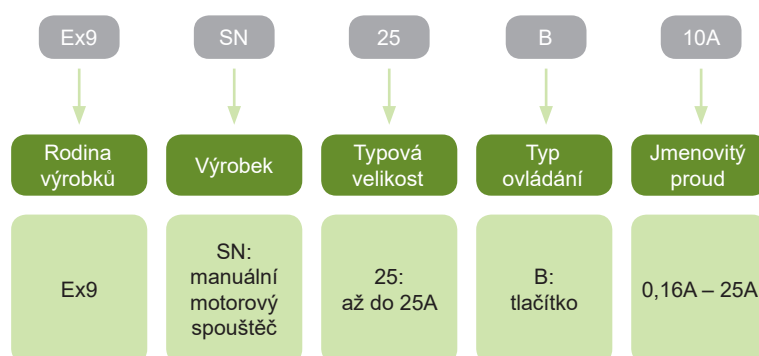 Ex9
SN
25
B
10A
Rodina
výrobků
Výrobek
Typová
velikost
Typ
ovládání
Jmenovitý
proud
Ex9
SN:
manuální
motorový
spouštěč
25:
až do 25A
B:
tlačítko
0,16A – 25A